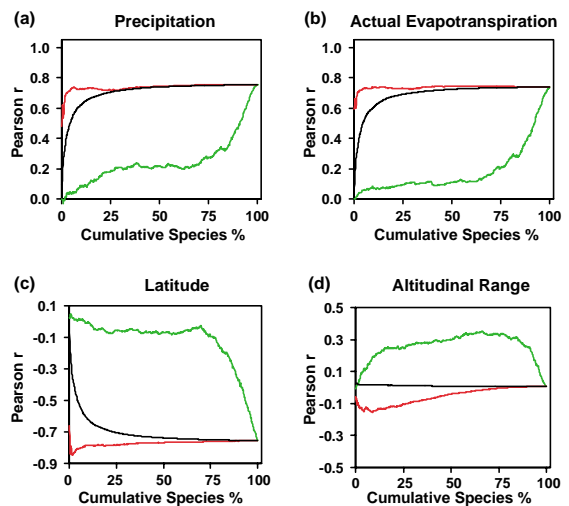 (a) Precipitation
1.0
0.8
0.6
0.4
0.2
0.0
Pearson r
0 25 50 75 100
Cumulative Species %
(b) Actual Evapotranspiration
1.0
0.8
0.6
0.4
0.2
0.0
Pearson r
0 25 50 75 100
Cumulative Species %
(c) Latitude
0.1
-0.1
-0.3
-0.5
-0.7
-0.9
Pearson r
0 25 50 75 100
Cumulative Species %
(d) Altitudinal Range
0.5
0.3
0.1
-0.1
-0.3
-0.5
Pearson r
0 25 50 75 100
Cumulative Species %